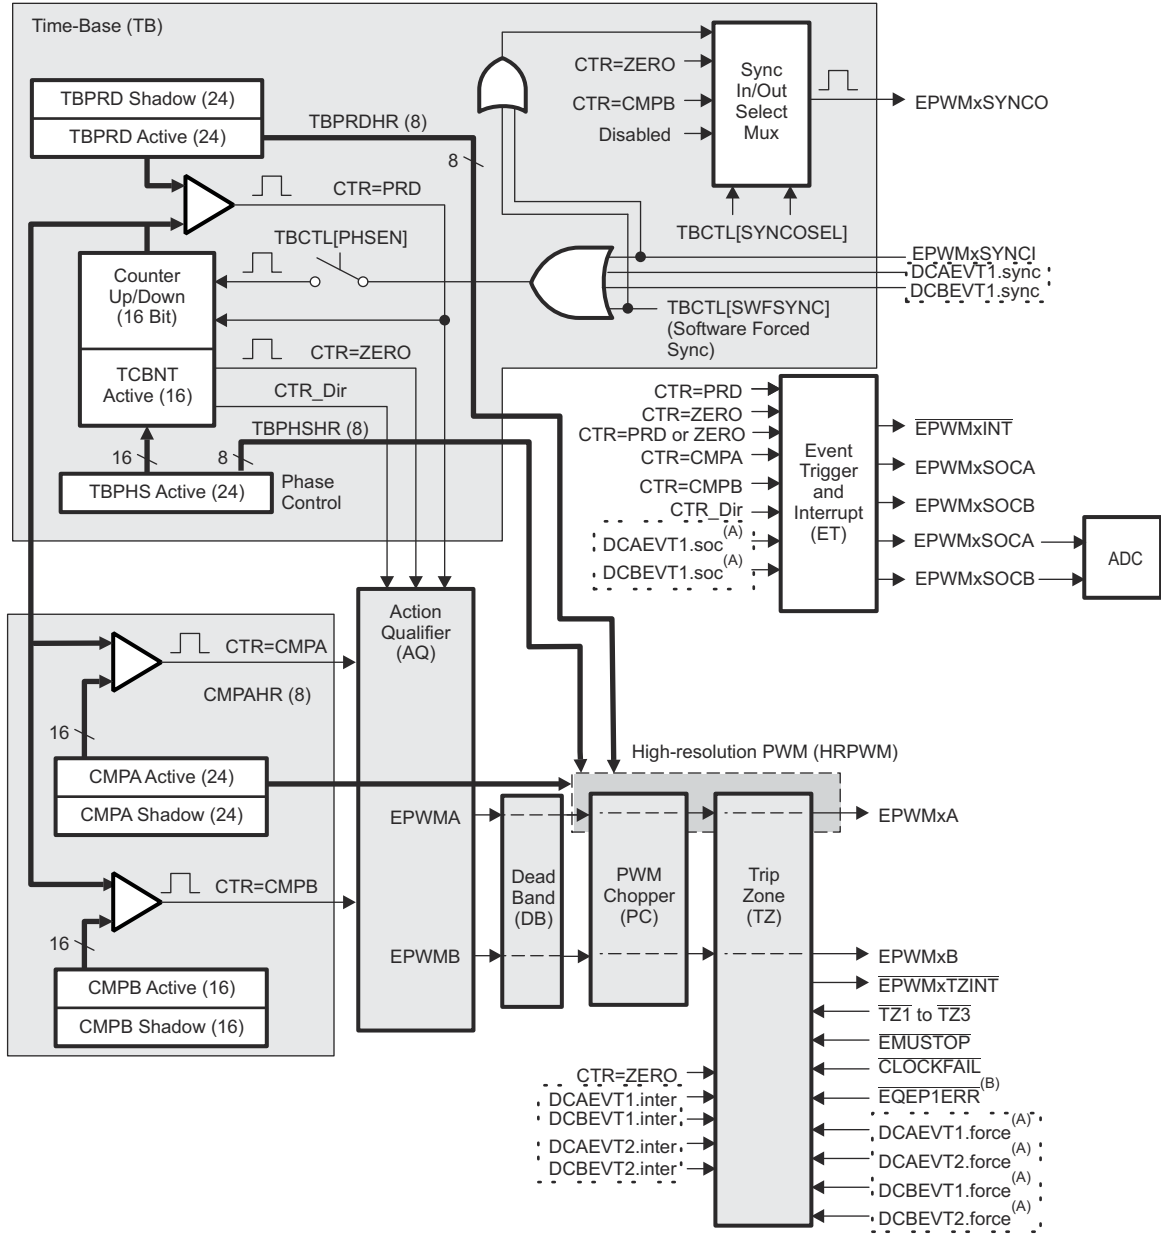 Time-Base (TB)
TBPRD Shadow (24)
TBPRD Active (24)
TBPRDHR (8)
8
CTR=PRD
TBCTL[PHSEN]
Counter
Up/Down
(16 Bit)
CTR=ZERO
TCBNT
Active (16)
CTR_Dir
TBPHSHR (8)
16
8
TBPHS Active (24)
Phase
Control
CTR=ZERO
CTR=CMPB
Disabled
Sync
In/Out
Select
Mux
EPWMxSYNCO
TBCTL[SYNCOSEL]
EPWMxSYNCI
DCAEVT1.sync
DCBEVT1.sync
TBCTL[SWFSYNC]
(Software Forced
Sync)
CTR=PRD
CTR=ZERO
CTR=PRD or ZERO
CTR=CMPA
CTR=CMPB
CTR_Dir
DCAEVT1.soc(A)
DCBEVT1.soc(A)
Event
Trigger
and
Interrupt
(ET)
EPWMxINT
EPWMxSOCA
EPWMxSOCB
EPWMxSOCA
EPWMxSOCB
ADC
Action
Qualifier
(AQ)
CTR=CMPA
CMPAHR (8)
16
CMPA Active (24)
CMPA Shadow (24)
CTR=CMPB
16
CMPB Active (16)
CMPB Shadow (16)
EPWMA
EPWMB
High-resolution PWM (HRPWM)
Dead
Band
(DB)
PWM
Chopper
(PC)
Trip
Zone
(TZ)
EPWMxA
EPWMxB
EPWMxTZINT
TZ1 to TZ3
EMUSTOP
CLOCKFAIL
EQEP1ERR(B)
DCAEVT1.force(A)
DCAEVT2.force(A)
DCBEVT1.force(A)
DCBEVT2.force(A)
CTR=ZERO
DCAEVT1.inter
DCBEVT1.inter
DCAEVT2.inter
DCBEVT2.inter